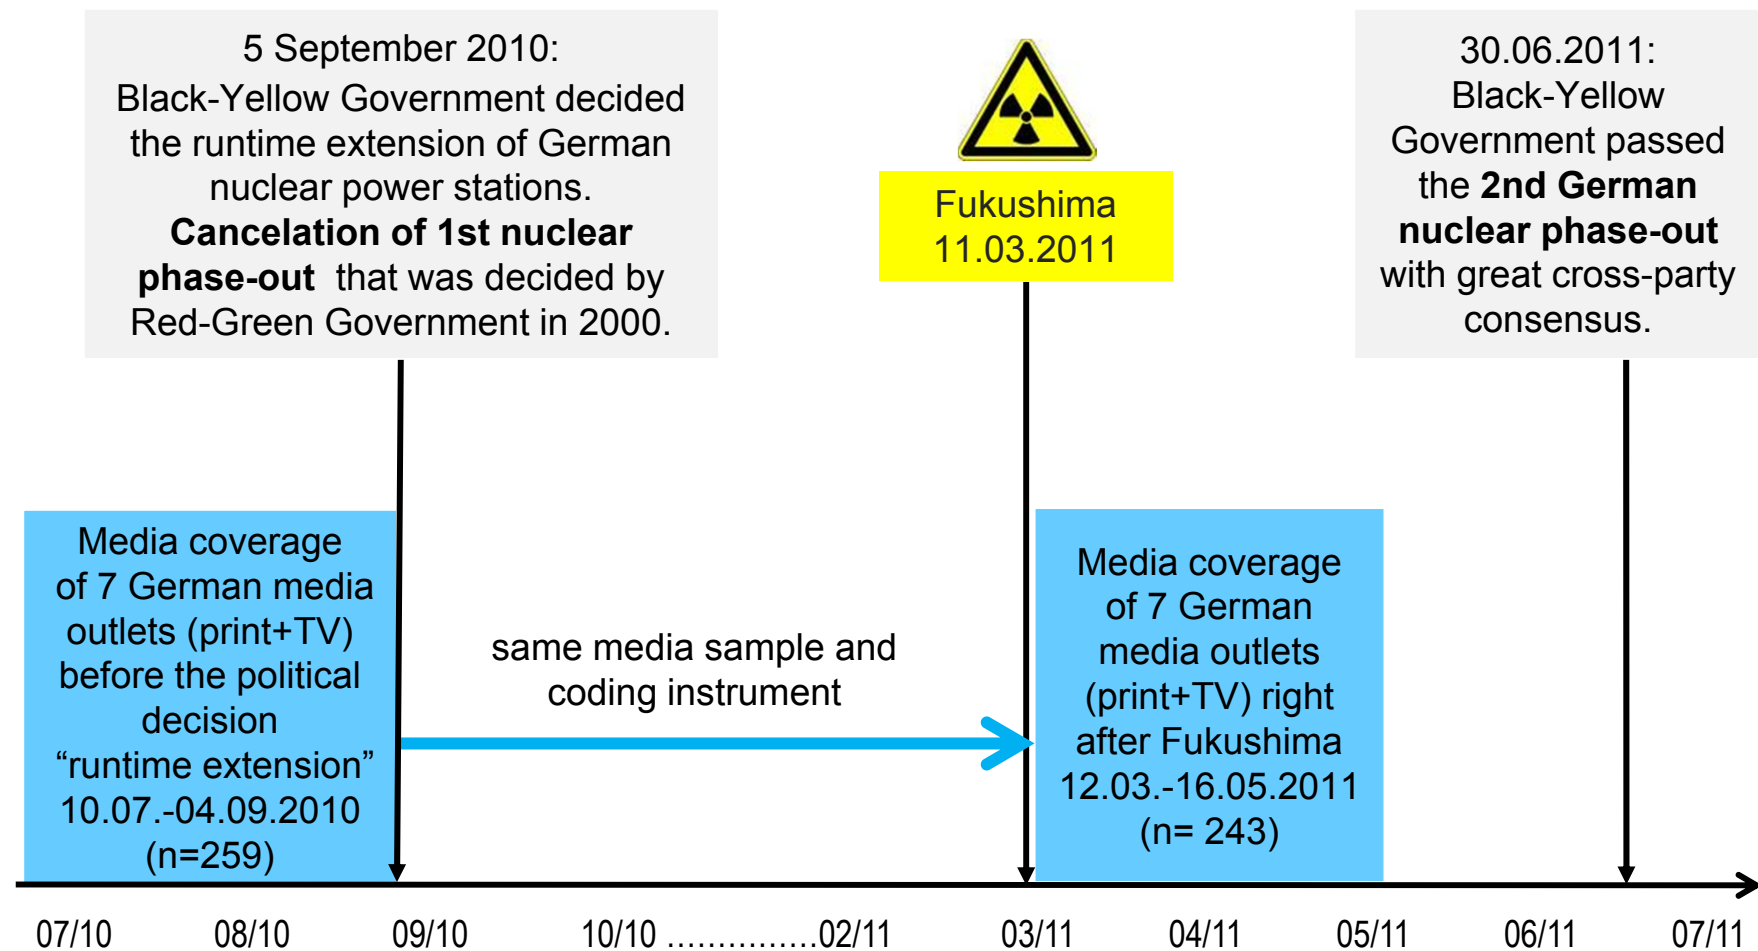 5 September 2010:
Black-Yellow Government decided
the runtime extension of German
nuclear power stations.
Cancelation of 1st nuclear
phase-out  that was decided by
Red-Green Government in 2000.
Fukushima
11.03.2011
30.06.2011:
Black-Yellow
Government passed
the 2nd German
nuclear phase-out
with great cross-party
consensus.
Media coverage
of 7 German media
outlets (print+TV)
before the political
decision
“runtime extension”
10.07.-04.09.2010
(n=259)
same media sample and
coding instrument
Media coverage
of 7 German
media outlets
(print+TV) right
after Fukushima
12.03.-16.05.2011
(n= 243)
07/10 08/10 09/10 10/10 ……………02/11 03/11 04/11 05/11 06/11 07/11